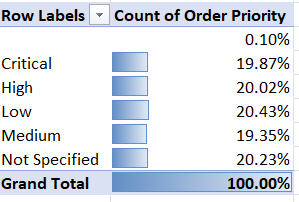 Row Labels Count of Order Priority
0.10%
Critical 19.87%
High 20.02%
Low 20.43%
Medium 19.35%
Not Specified 20.23%
Grand Total 100.00%